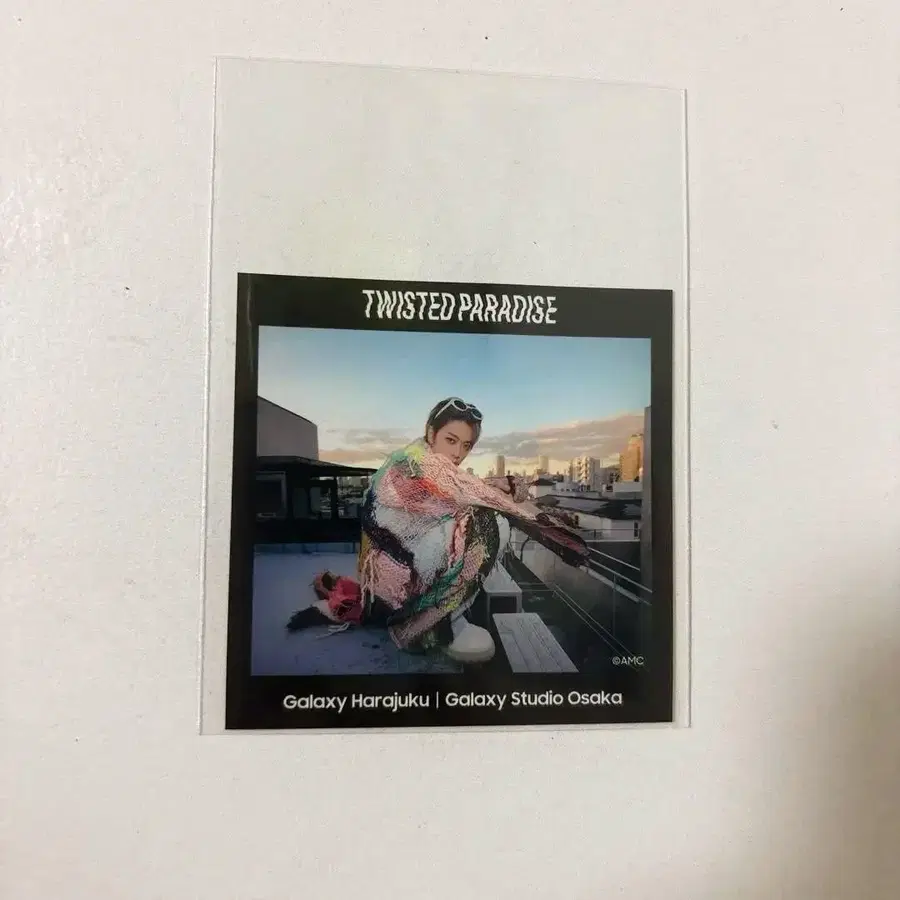 TWISTED PARADISE
©AMC
Galaxy Harajuku | Galaxy Studio Osaka